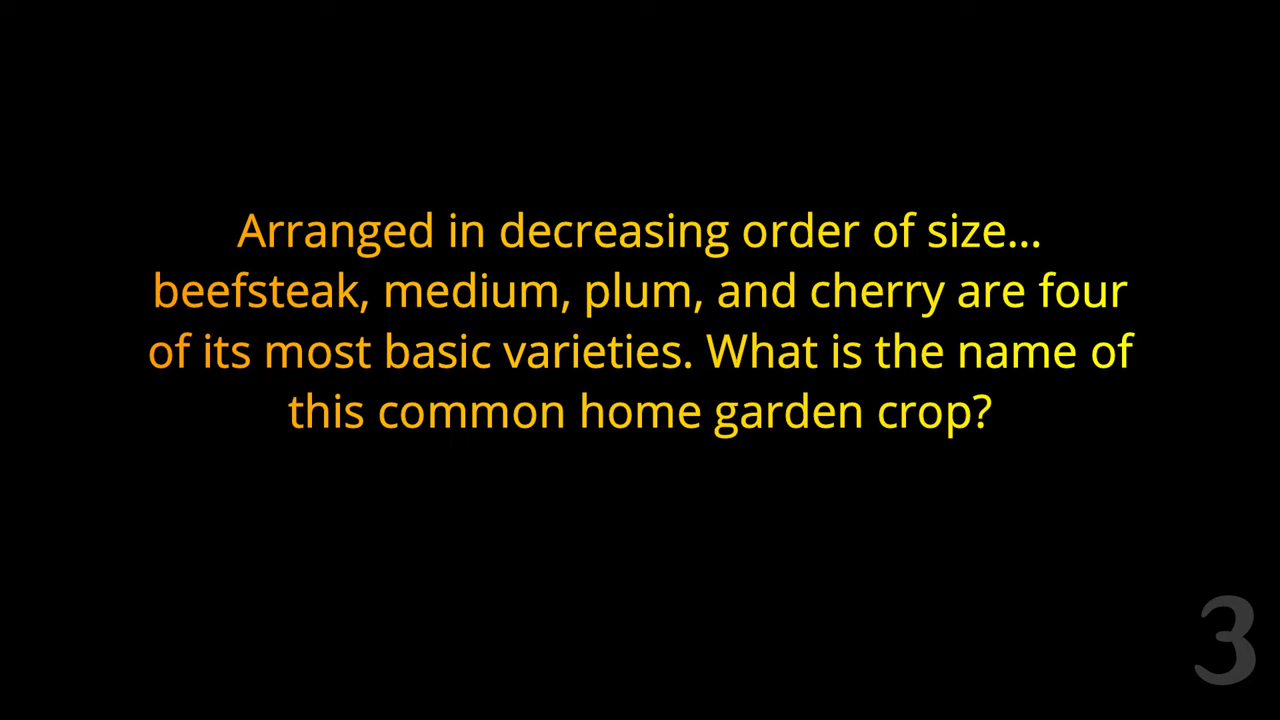 Arranged in decreasing order of size...
beefsteak, medium, plum, and cherry are four
of its most basic varieties. What is the name of
this common home garden crop?
3